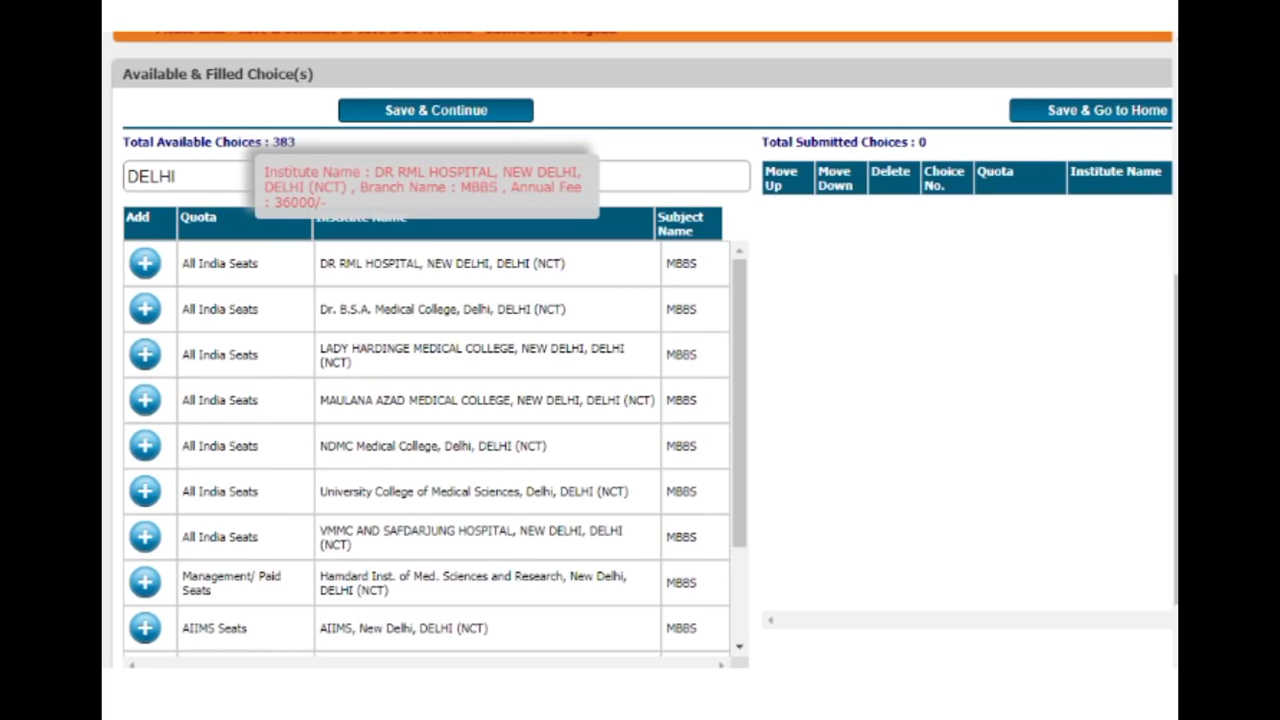 Available & Filled Choice(s)
Save & Continue
Save & Go to Home
Total Available Choices : 383
DELHI
Institute Name : DR RML HOSPITAL, NEW DELHI,
DELHI (NCT) , Branch Name : MBBS , Annual Fee
: 36000/-
Add Quota Institute Name Subject
Name
All India Seats DR RML HOSPITAL, NEW DELHI, DELHI (NCT) MBBS
All India Seats Dr. B.S.A. Medical College, Delhi, DELHI (NCT) MBBS
All India Seats LADY HARDINGE MEDICAL COLLEGE, NEW DELHI, DELHI
(NCT) MBBS
All India Seats MAULANA AZAD MEDICAL COLLEGE, NEW DELHI, DELHI (NCT) MBBS
All India Seats NDMC Medical College, Delhi, DELHI (NCT) MBBS
All India Seats University College of Medical Sciences, Delhi, DELHI (NCT) MBBS
All India Seats VMMC AND SAFDARJUNG HOSPITAL, NEW DELHI, DELHI
(NCT) MBBS
Management/ Paid
Seats Hamdard Inst. of Med. Sciences and Research, New Delhi,
DELHI (NCT) MBBS
AIIMS Seats AIIMS, New Delhi, DELHI (NCT) MBBS
Total Submitted Choices : 0
Move
Up Move
Down Delete Choice
No. Quota Institute Name